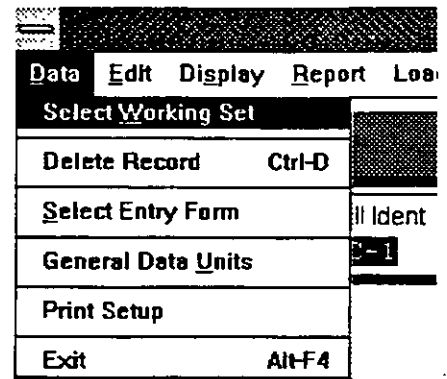 Data Edit Display Report Loa
Select Working Set
Delete Record Ctrl-D
Select Entry Form
ll Ident
General Data Units
-1
Print Setup
Exit Alt-F4